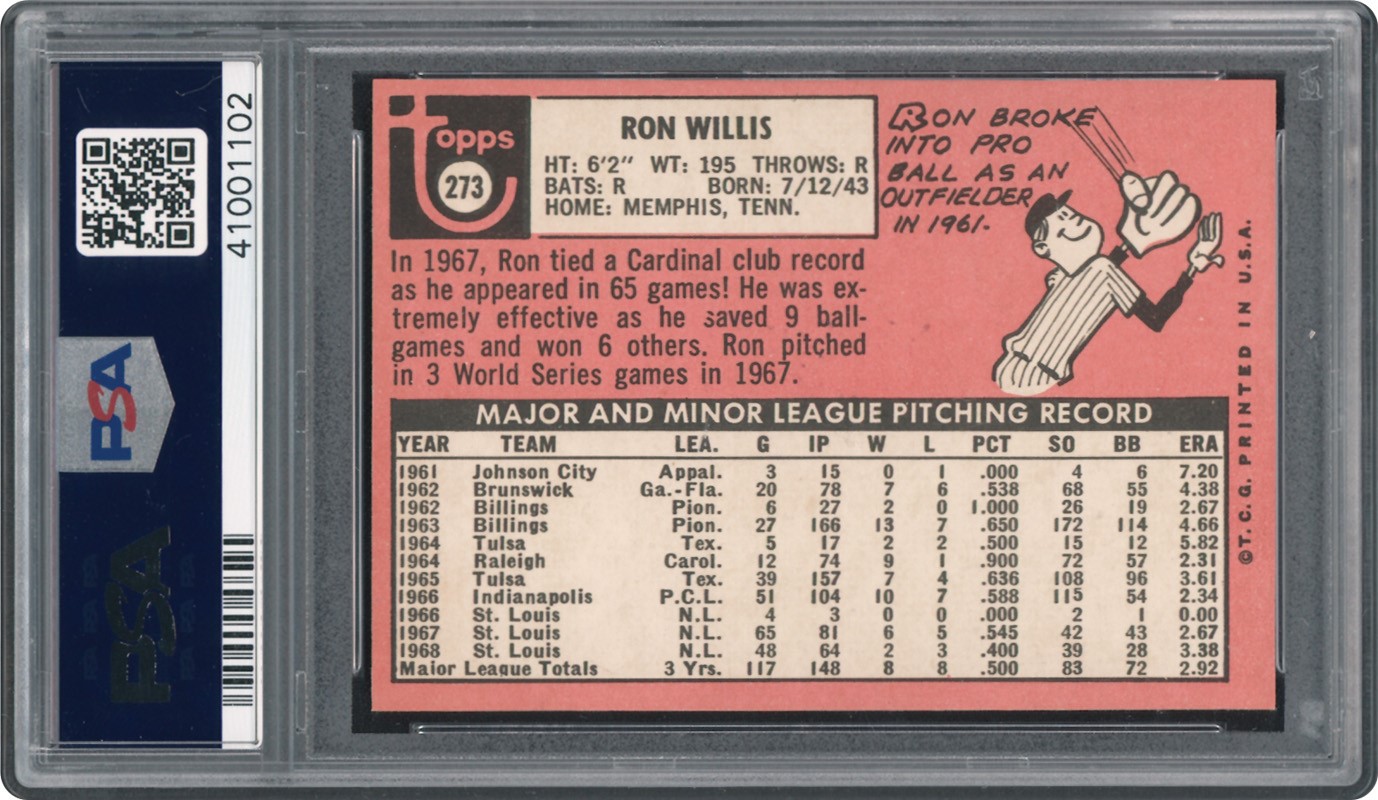 41001102
PSA
PSA
topps
273
RON WILLIS
HT: 6'2" WT: 195 THROWS: R
BATS: R BORN: 7/12/43
HOME: MEMPHIS, TENN.
RON BROKE
INTO PRO
BALL AS AN
OUTFIELDER
IN 1961.
In 1967, Ron tied a Cardinal club record
as he appeared in 65 games! He was ex-
tremely effective as he saved 9 ball-
games and won 6 others. Ron pitched
in 3 World Series games in 1967.
MAJOR AND MINOR LEAGUE PITCHING RECORD
YEAR TEAM LEA. G IP W L PCT SO BB ERA
1961 Johnson City Appal. 3 15 0 1 .000 4 6 7.20
1962 Brunswick Ga.-Fla. 20 78 7 6 .538 68 55 4.38
1962 Billings Pion. 6 27 2 0 1.000 26 19 2.67
1963 Billings Pion. 27 166 13 7 .650 172 114 4.66
1964 Tulsa Tex. 5 17 2 2 .500 15 12 5.82
1964 Raleigh Carol. 12 74 9 1 .900 72 57 2.31
1965 Tulsa Tex. 39 157 7 4 .636 108 96 3.61
1966 Indianapolis P.C.L. 51 104 10 7 .588 115 54 2.34
1966 St. Louis N.L. 4 3 0 0 .000 2 1 0.00
1967 St. Louis N.L. 65 81 6 5 .545 42 43 2.67
1968 St. Louis N.L. 48 64 2 3 .400 39 28 3.38
Major League Totals 3 Yrs. 117 148 8 8 .500 83 72 2.92
©T.C.G. PRINTED IN U.S.A.